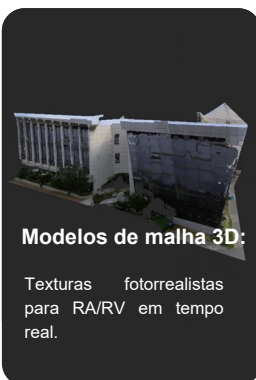 Modelos de malha 3D:
Texturas fotorrealistas
para RA/RV em tempo
real.